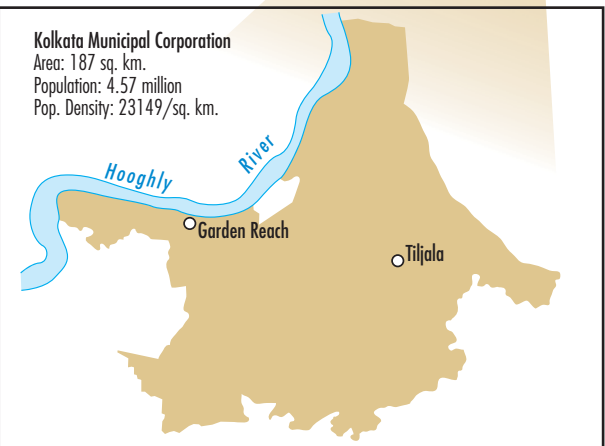 Kolkata Municipal Corporation
Area: 187 sq. km.
Population: 4.57 million
Pop. Density: 23149/sq. km.
Hooghly River
Garden Reach
Tiljala